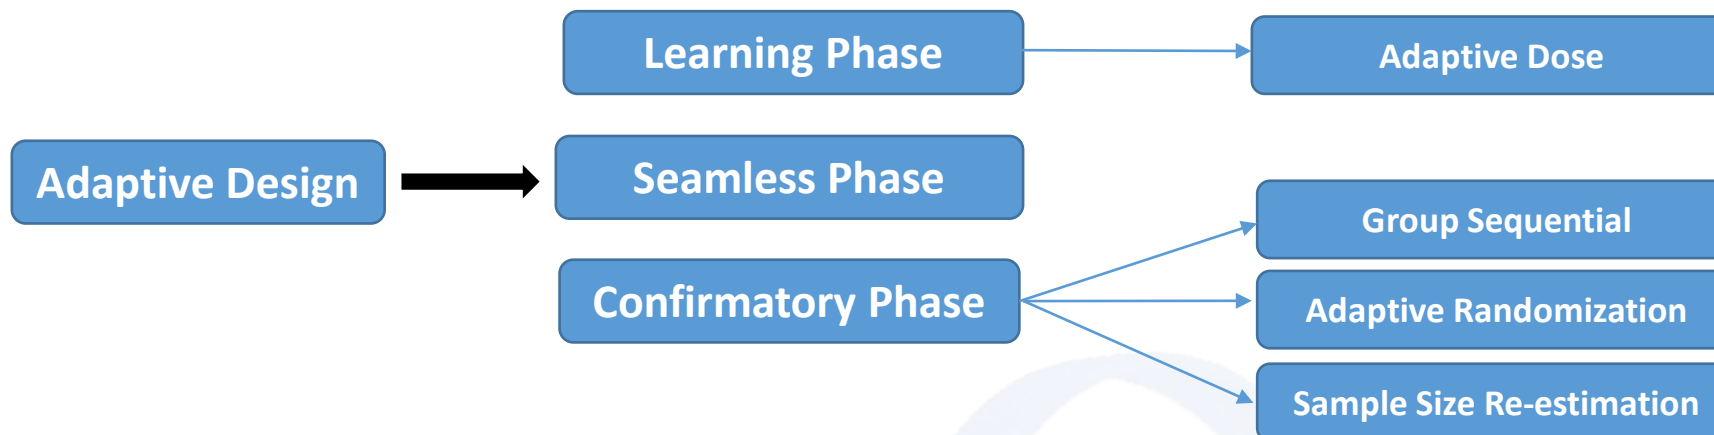 Learning Phase
Adaptive Dose
Adaptive Design
Seamless Phase
Group Sequential
Confirmatory Phase
Adaptive Randomization
Sample Size Re-estimation